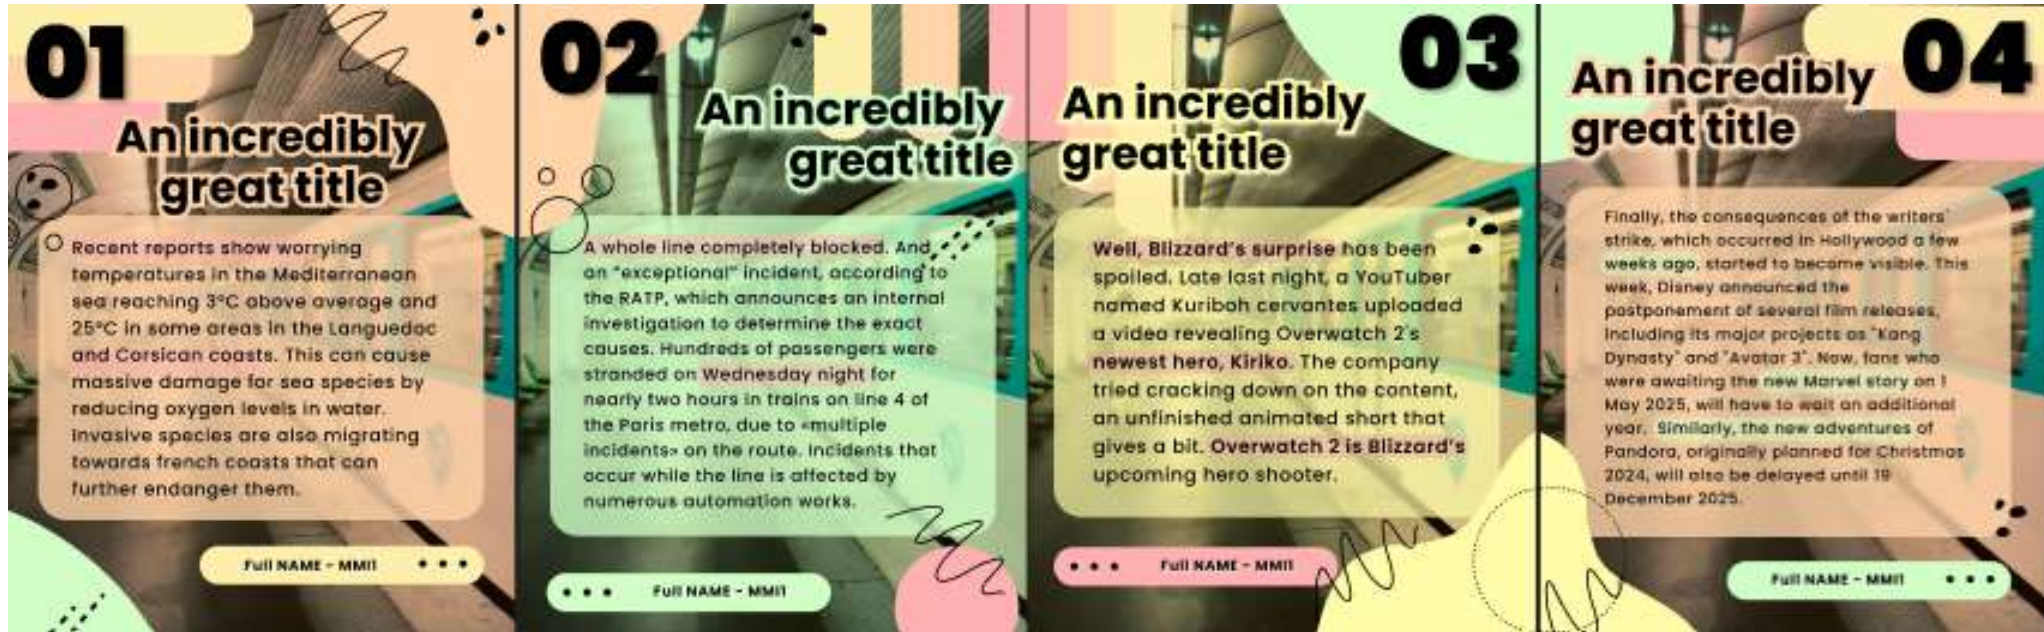 01
An incredibly
great title
Recent reports show worrying
temperatures in the Mediterranean
sea reaching 3°C above average and
25°C in some areas in the Languedoc
and Corsican coasts. This can cause
massive damage for sea species by
reducing oxygen levels in water.
Invasive species are also migrating
towards french coasts that can
further endanger them.
Full NAME - MMI1
02
An incredibly
great title
A whole line completely blocked. And
an "exceptional" incident, according to
the RATP, which announces an internal
investigation to determine the exact
causes. Hundreds of passengers were
stranded on Wednesday night for
nearly two hours in trains on line 4 of
the Paris metro, due to «multiple
incidents» on the route. Incidents that
occur while the line is affected by
numerous automation works.
Full NAME - MMI1
03
An incredibly
great title
Well, Blizzard's surprise has been
spoiled. Late last night, a YouTuber
named Kuriboh cervantes uploaded
a video revealing Overwatch 2's
newest hero, Kiriko. The company
tried cracking down on the content,
an unfinished animated short that
gives a bit. Overwatch 2 is Blizzard's
upcoming hero shooter.
Full NAME - MMI1
04
An incredibly
great title
Finally, the consequences of the writers'
strike, which occurred in Hollywood a few
weeks ago, started to become visible. This
week, Disney announced the
postponement of several film releases,
including its major projects as "Kang
Dynasty" and "Avatar 3". Now, fans who
were awaiting the new Marvel story on 1
May 2025, will have to wait an additional
year. Similarly, the new adventures of
Pandora, originally planned for Christmas
2024, will also be delayed until 19
December 2025.
Full NAME - MMI1